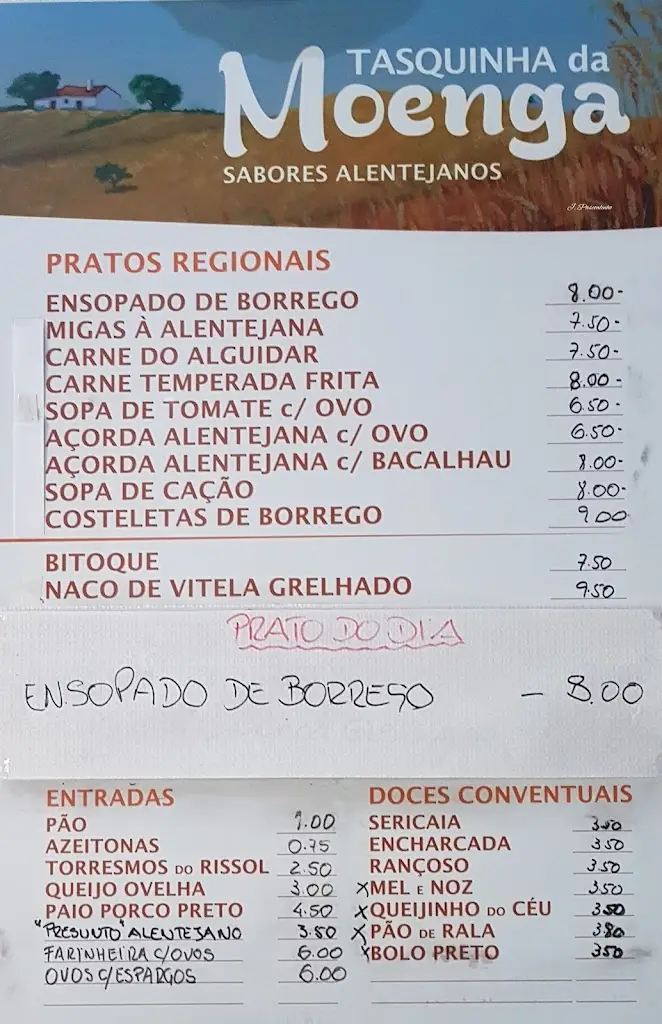 TASQUINHA da
Moenga
SABORES ALENTEJANOS
PRATOS REGIONAIS
ENSOPADO DE BORREGO 8.00-
MIGAS À ALENTEJANA 7.50-
CARNE DO ALGUIDAR 7.50-
CARNE TEMPERADA FRITA 8.00-
SOPA DE TOMATE c/ OVO 6.50-
AÇORDA ALENTEJANA c/ OVO 6.50-
AÇORDA ALENTEJANA c/ BACALHAU 8.00-
SOPA DE CAÇÃO 8.00-
COSTELETAS DE BORREGO 9.00
BITOQUE 7.50
NACO DE VITELA GRELHADO 9.50
PRATO DO DIA
ENSOPADO DE BORREGO - 8.00
ENTRADAS
PÃO 1.00
AZEITONAS 0.75
TORRESMOS DO RISSOL 2.50
QUEIJO OVELHA 3.00
PAIO PORCO PRETO 4.50
"PRESUNTO" ALENTEJANO 3.50
FARINHEIRA C/OVOS 6.00
OVOS C/ESPARGOS 6.00
DOCES CONVENTUAIS
SERICAIA 3.50
ENCHARCADA 3.50
RANÇOSO 3.50
X MEL E NOZ 3.50
X QUEIJINHO DO CÉU 3.50
X PÃO DE RALA
X BOLO PRETO 3.50